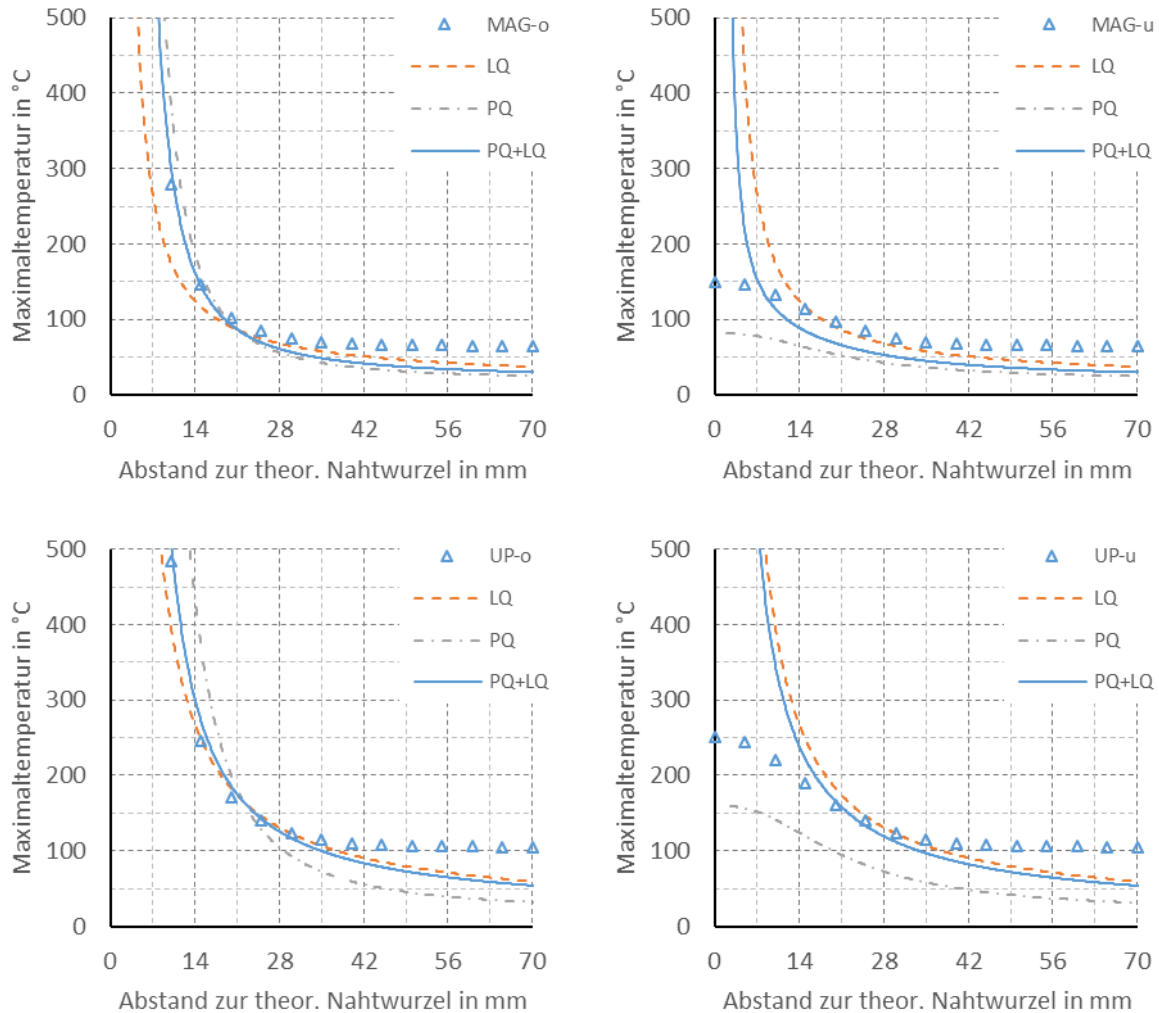 500
400
300
200
100
0
Maximaltemperatur in °C
MAG-o
LQ
PQ
PQ+LQ
0 14 28 42 56 70
Abstand zur theor. Nahtwurzel in mm
500
400
300
200
100
0
Maximaltemperatur in °C
MAG-u
LQ
PQ
PQ+LQ
0 14 28 42 56 70
Abstand zur theor. Nahtwurzel in mm
500
400
300
200
100
0
Maximaltemperatur in °C
UP-o
LQ
PQ
PQ+LQ
0 14 28 42 56 70
Abstand zur theor. Nahtwurzel in mm
500
400
300
200
100
0
Maximaltemperatur in °C
UP-u
LQ
PQ
PQ+LQ
0 14 28 42 56 70
Abstand zur theor. Nahtwurzel in mm